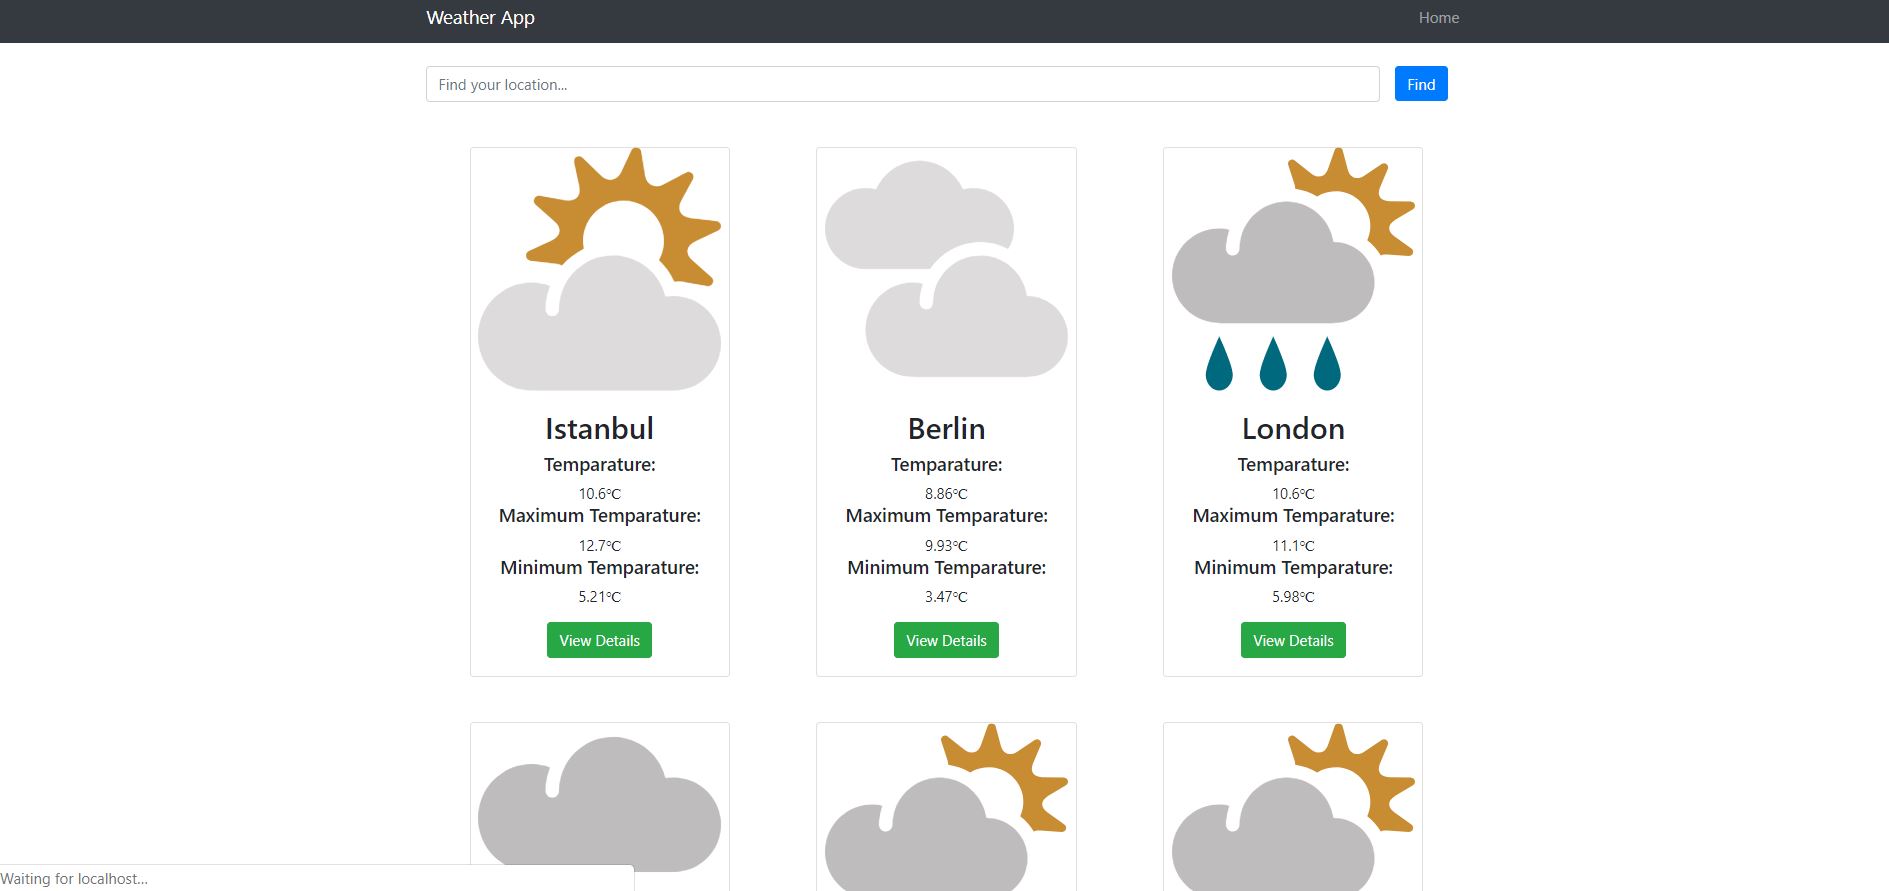 Weather App
Home
Find your location...
Find
Istanbul
Temparature:
10.6°C
Maximum Temparature:
12.7°C
Minimum Temparature:
5.21°C
View Details
Berlin
Temparature:
8.86°C
Maximum Temparature:
9.93°C
Minimum Temparature:
3.47°C
View Details
London
Temparature:
10.6°C
Maximum Temparature:
11.1°C
Minimum Temparature:
5.98°C
View Details
Waiting for localhost...